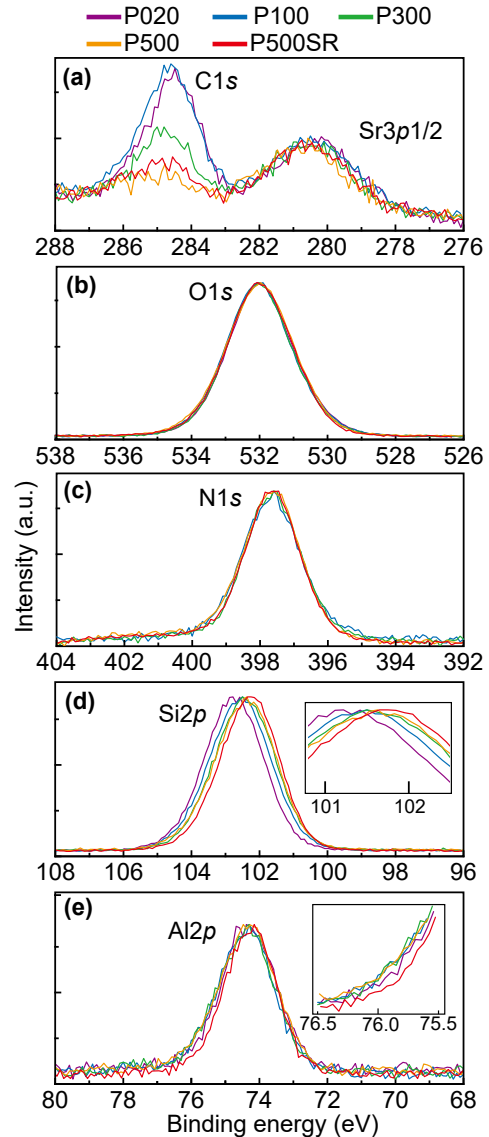 P020 P100 P300
P500 P500SR
(a)
C1s
Sr3p1/2
288 286 284 282 280 278 276
(b)
O1s
538 536 534 532 530 528 526
(c)
N1s
Intensity (a.u.)
404 402 400 398 396 394 392
(d)
Si2p
101 102
108 106 104 102 100 98 96
(e)
Al2p
76.5 76.0 75.5
80 78 76 74 72 70 68
Binding energy (eV)